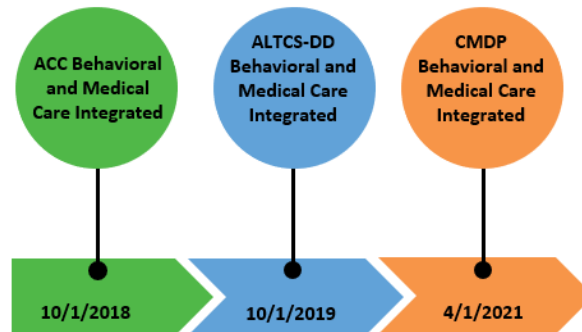 ACC Behavioral
and Medical
Care Integrated
ALTCS-DD
Behavioral and
Medical Care
Integrated
CMDP
Behavioral and
Medical Care
Integrated
10/1/2018
10/1/2019
4/1/2021